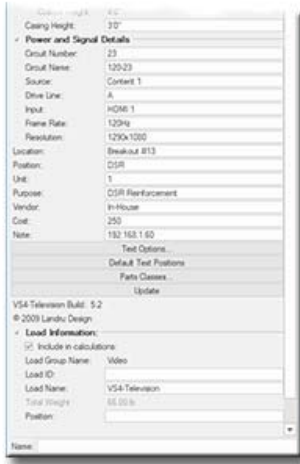 Casing Height: 3'0"
Power and Signal Details
Circuit Number: 23
Circuit Name: 120-23
Source: Content 1
Drive Line: A
Input: HDMI 1
Frame Rate: 120Hz
Resolution: 1290x1080
Location: Breakout #13
Position: DSR
Unit: 1
Purpose: DSR Reinforcement
Vendor: In-House
Cost: 250
Note: 192.168.1.60
Text Options...
Default Text Positions
Parts Classes...
Update
VS4-Television Build: 5.2
© 2009 Landru Design
Load Information:
Include in calculations
Load Group Name: Video
Load ID:
Load Name: VS4-Television
Total Weight:
Position:
Name: